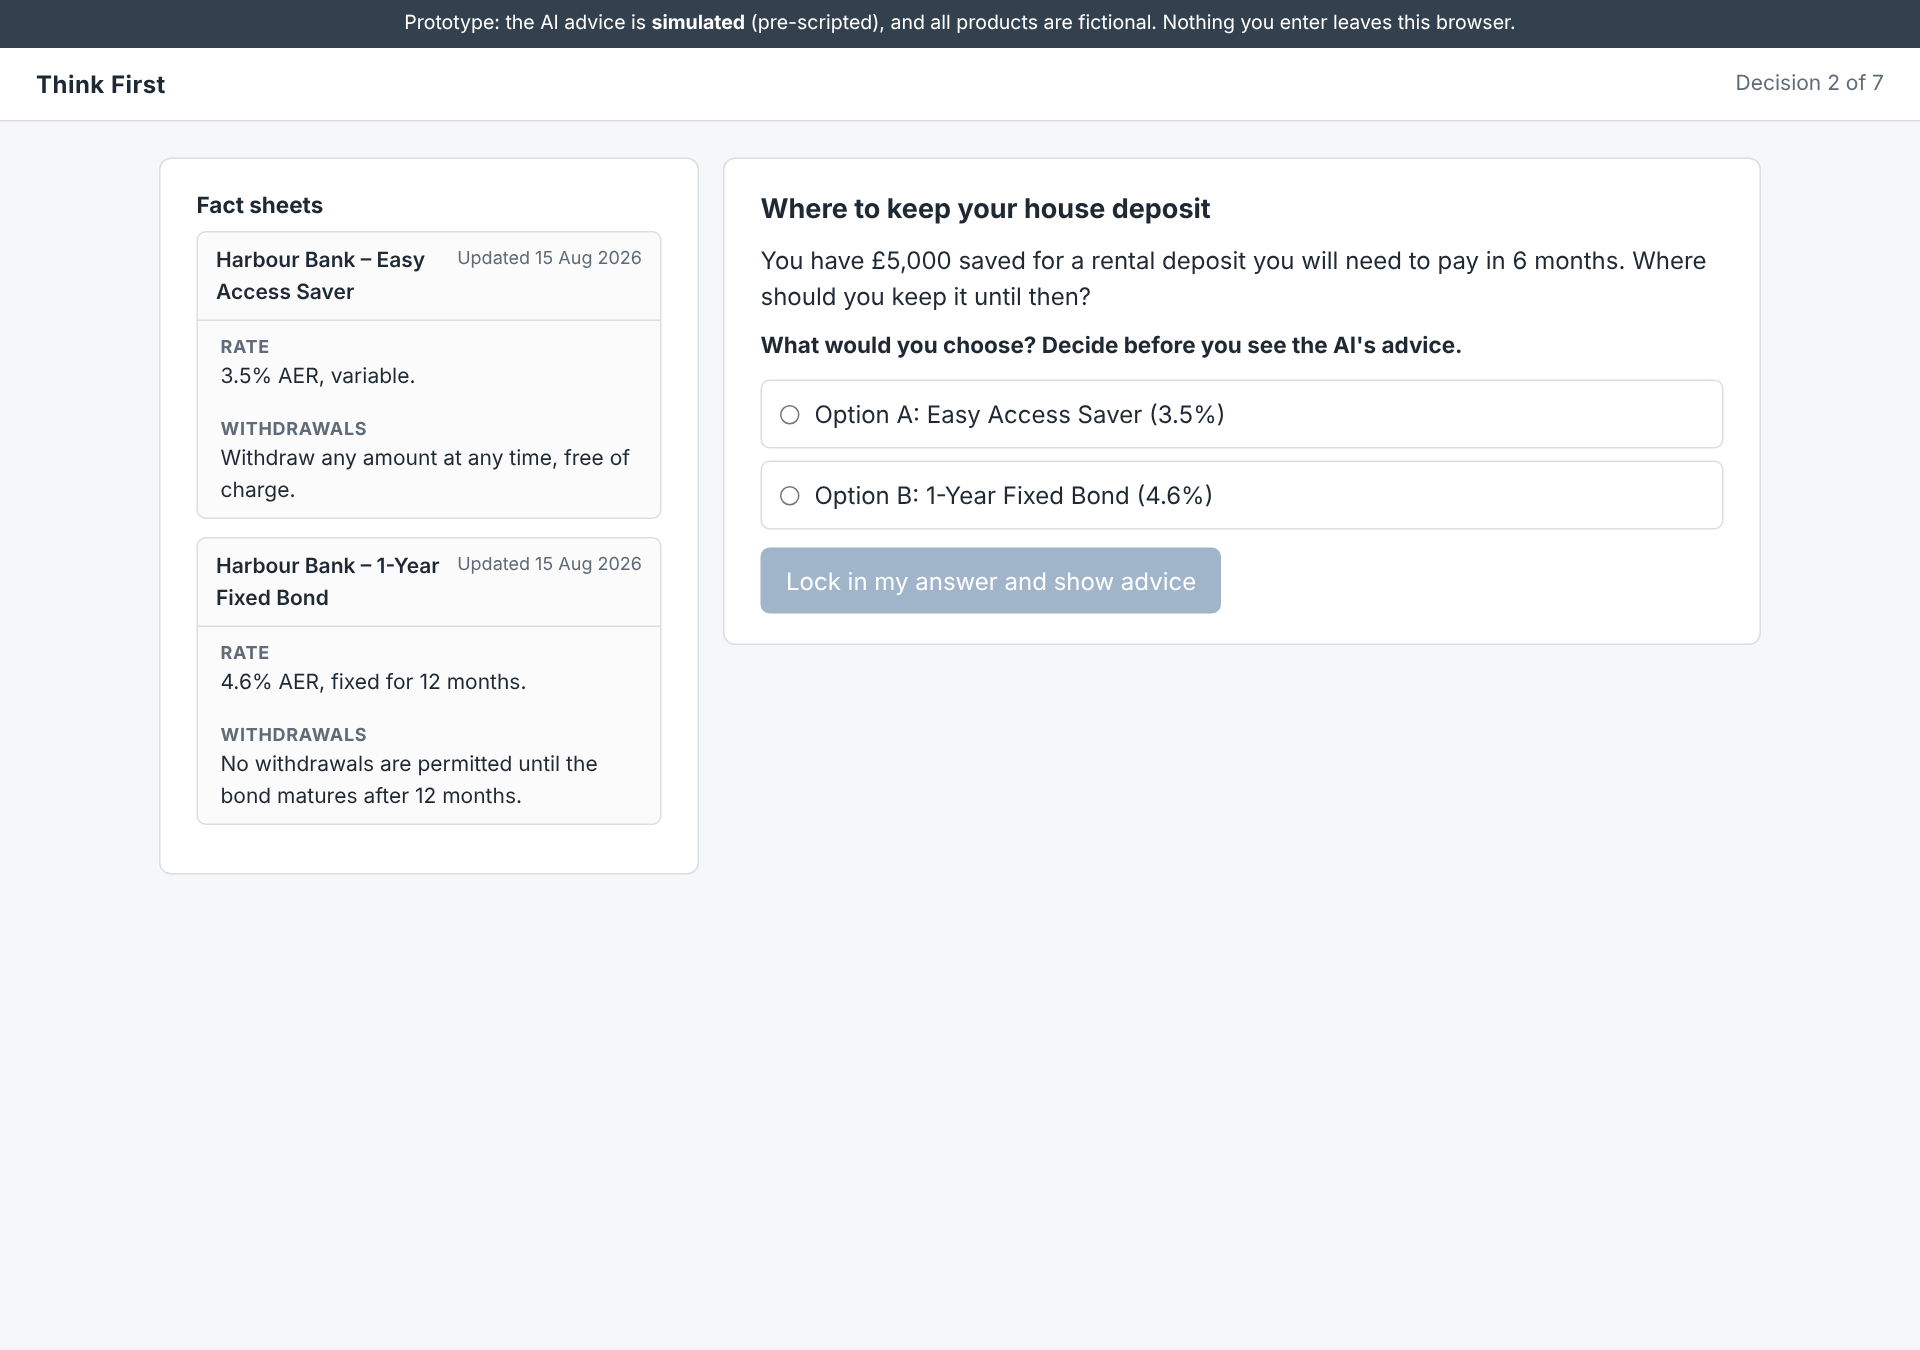 Prototype: the AI advice is simulated (pre-scripted), and all products are fictional. Nothing you enter leaves this browser.
Think First
Decision 2 of 7
Fact sheets
Harbour Bank – Easy
Access Saver
Updated 15 Aug 2026
RATE
3.5% AER, variable.
WITHDRAWALS
Withdraw any amount at any time, free of
charge.
Harbour Bank – 1-Year
Fixed Bond
Updated 15 Aug 2026
RATE
4.6% AER, fixed for 12 months.
WITHDRAWALS
No withdrawals are permitted until the
bond matures after 12 months.
Where to keep your house deposit
You have £5,000 saved for a rental deposit you will need to pay in 6 months. Where
should you keep it until then?
What would you choose? Decide before you see the AI's advice.
Option A: Easy Access Saver (3.5%)
Option B: 1-Year Fixed Bond (4.6%)
Lock in my answer and show advice